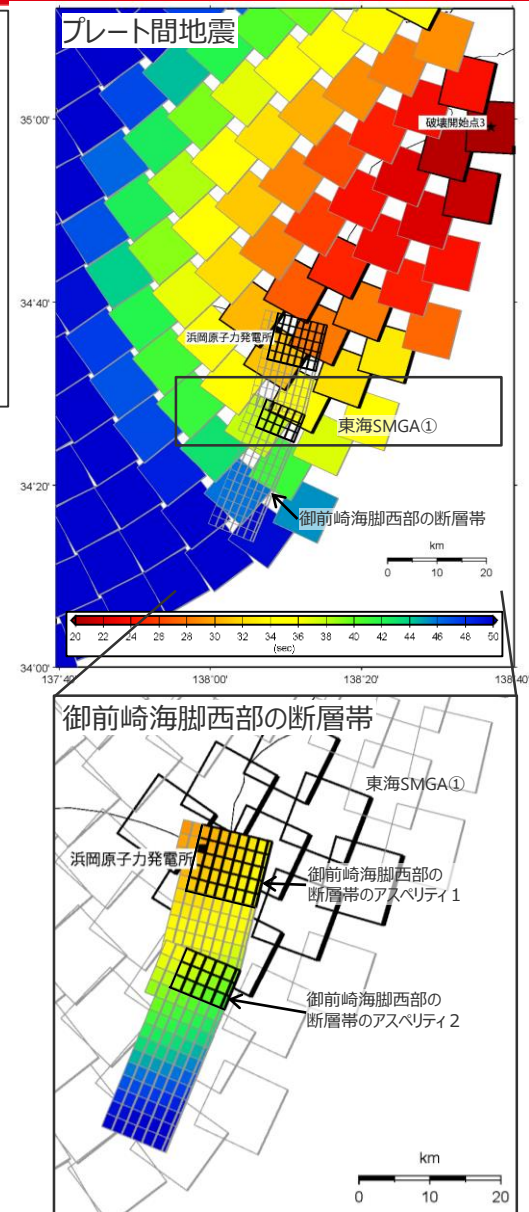 プレート間地震
35°00'
破壊開始点3
34°40'
浜岡原子力発電所
東海SMGA①
34°20'
御前崎海脚西部の断層帯
km
0 10 20
20 22 24 26 28 30 32 34 36 38 40 42 44 46 48 50
(sec)
34°00'
137°40' 138°00' 138°20' 138°40'
御前崎海脚西部の断層帯
東海SMGA①
浜岡原子力発電所
御前崎海脚西部の
断層帯のアスペリティ1
御前崎海脚西部の
断層帯のアスペリティ2
km
0 10 20